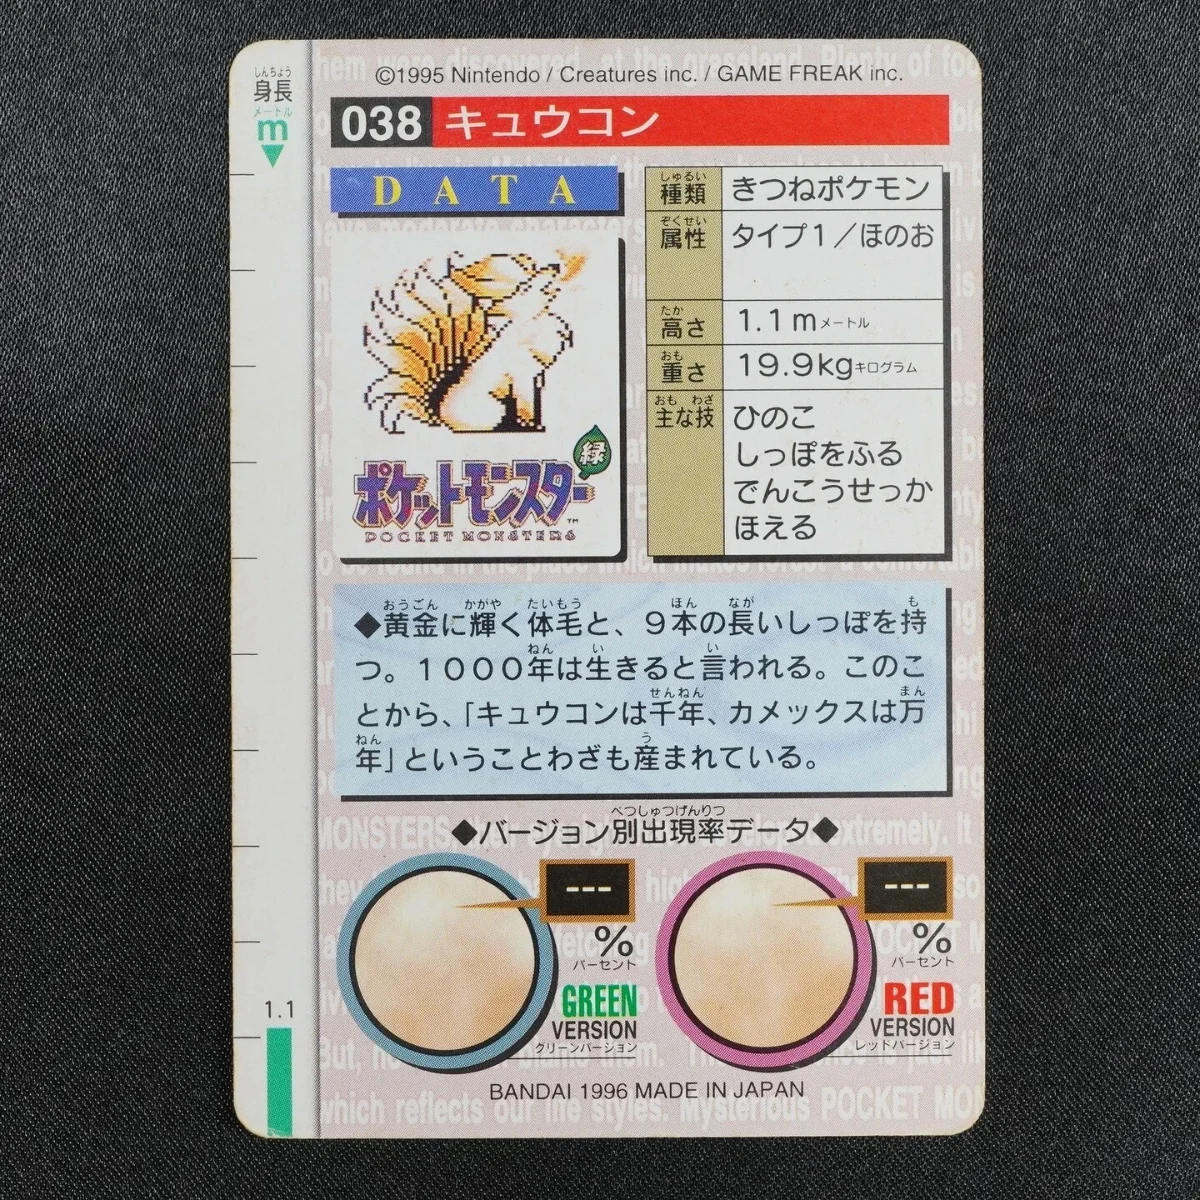 しんちょう
身長
メートル
m
©1995 Nintendo / Creatures inc. / GAME FREAK inc.
038 キュウコン
DATA
緑
ポケットモンスター
POCKET MONSTERS
しゅるい
種類 きつねポケモン
ぞくせい
属性 タイプ1/ほのお
たか
高さ 1.1mメートル
おも
重さ 19.9kgキログラム
おも わざ
主な技 ひのこ
しっぽをふる
でんこうせっか
ほえる
おうごん かがや たいもう ほん なが も
◆黄金に輝く体毛と、9本の長いしっぽを持
ねん い い
つ。1000年は生きると言われる。このこ
せんねん まん
とから、「キュウコンは千年、カメックスは万
ねん う
年」ということわざも産まれている。
べつしゅつげんりつ
◆バージョン別出現率データ◆
---
%
パーセント
GREEN
VERSION
グリーンバージョン
---
%
パーセント
RED
VERSION
レッドバージョン
1.1
BANDAI 1996 MADE IN JAPAN